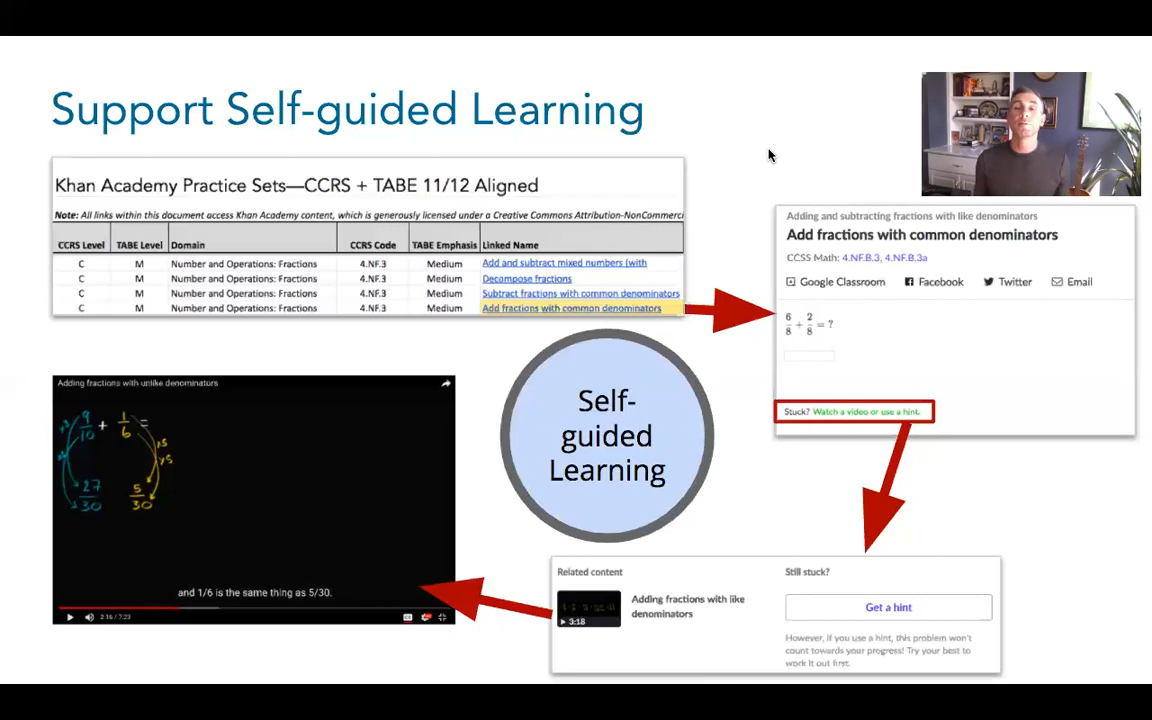 Support Self-guided Learning
Khan Academy Practice Sets—CCRS + TABE 11/12 Aligned
Note: All links within this document access Khan Academy content, which is generously licensed under a Creative Commons Attribution-NonCommerci
CCRS Level TABE Level Domain CCRS Code TABE Emphasis Linked Name
C M Number and Operations: Fractions 4.NF.3 Medium Add and subtract mixed numbers (with
C M Number and Operations: Fractions 4.NF.3 Medium Decompose fractions
C M Number and Operations: Fractions 4.NF.3 Medium Subtract fractions with common denominators
C M Number and Operations: Fractions 4.NF.3 Medium Add fractions with common denominators
Adding and subtracting fractions with like denominators
Add fractions with common denominators
CCSS Math: 4.NF.B.3, 4.NF.B.3a
Google Classroom Facebook Twitter Email
6/8 + 2/8 = ?
Stuck? Watch a video or use a hint.
Self-
guided
Learning
Adding fractions with unlike denominators
9/10 + 1/6 =
x3 x3 x5 x5
27/30 5/30
and 1/6 is the same thing as 5/30.
2:16 / 7:23
Related content
3:18
Adding fractions with like
denominators
Still stuck?
Get a hint
However, if you use a hint, this problem won't
count towards your progress! Try your best to
work it out first.